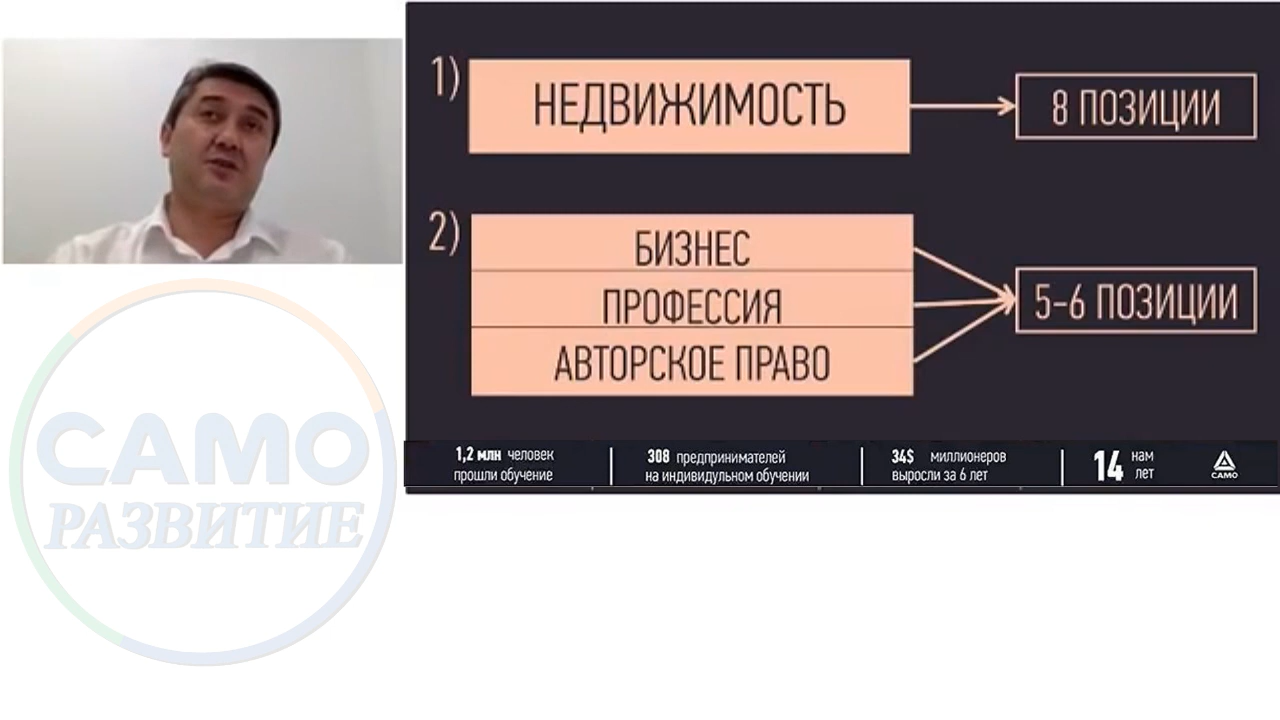 1) НЕДВИЖИМОСТЬ
8 ПОЗИЦИИ
2) БИЗНЕС
ПРОФЕССИЯ
АВТОРСКОЕ ПРАВО
5-6 ПОЗИЦИИ
1,2 млн человек
прошли обучение
308 предпринимателей
на индивидульном обучении
34$ миллионеров
выросли за 6 лет
14 нам
лет
САМО
САМО
РАЗВИТИЕ